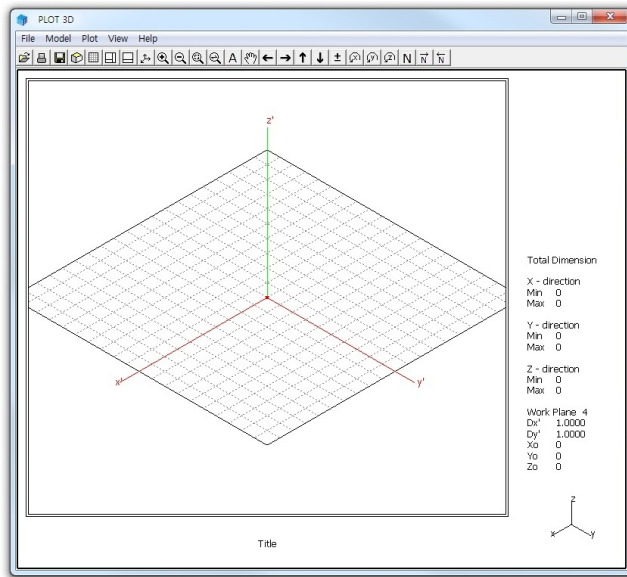 PLOT 3D
File Model Plot View Help
A X Y Z N N N
z'
x'
y'
Total Dimension
X - direction
Min 0
Max 0
Y - direction
Min 0
Max 0
Z - direction
Min 0
Max 0
Work Plane 4
Dx' 1.0000
Dy' 1.0000
Xo 0
Yo 0
Zo 0
z
x y
Title